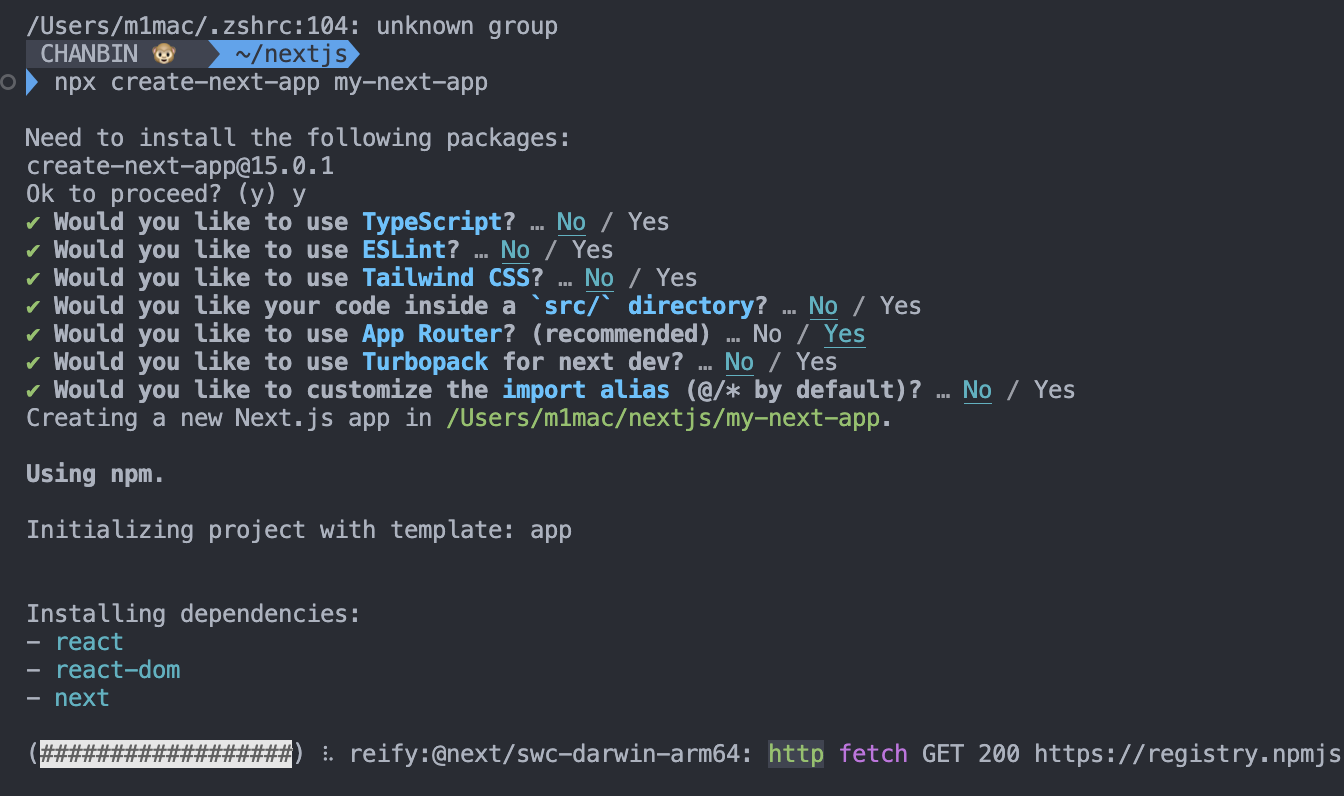 /Users/m1mac/.zshrc:104: unknown group
CHANBIN 🐵 ~/nextjs
npx create-next-app my-next-app
Need to install the following packages:
create-next-app@15.0.1
Ok to proceed? (y) y
✔ Would you like to use TypeScript? … No / Yes
✔ Would you like to use ESLint? … No / Yes
✔ Would you like to use Tailwind CSS? … No / Yes
✔ Would you like your code inside a `src/` directory? … No / Yes
✔ Would you like to use App Router? (recommended) … No / Yes
✔ Would you like to use Turbopack for next dev? … No / Yes
✔ Would you like to customize the import alias (@/* by default)? … No / Yes
Creating a new Next.js app in /Users/m1mac/nextjs/my-next-app.
Using npm.
Initializing project with template: app
Installing dependencies:
- react
- react-dom
- next
(##################) ⠧ reify:@next/swc-darwin-arm64: http fetch GET 200 https://registry.npmjs